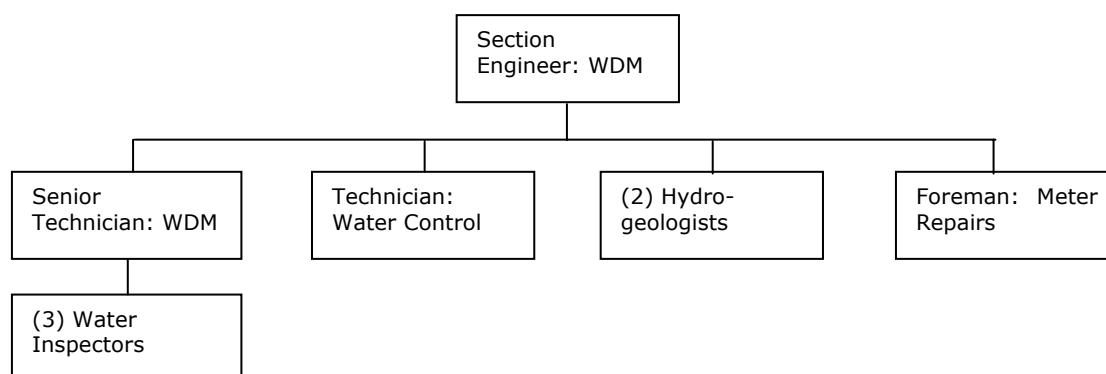 Section
Engineer: WDM
Senior
Technician: WDM
Technician:
Water Control
(2) Hydro-
geologists
Foreman: Meter
Repairs
(3) Water
Inspectors